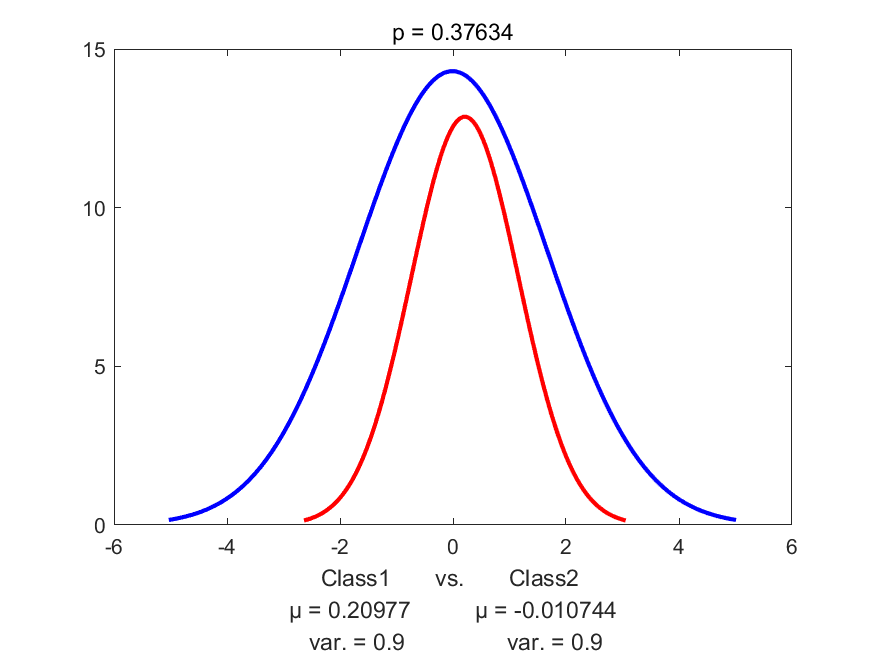 p = 0.37634
15
10
5
0
-6 -4 -2 0 2 4 6
Class1 vs. Class2
μ = 0.20977 μ = -0.010744
var. = 0.9 var. = 0.9